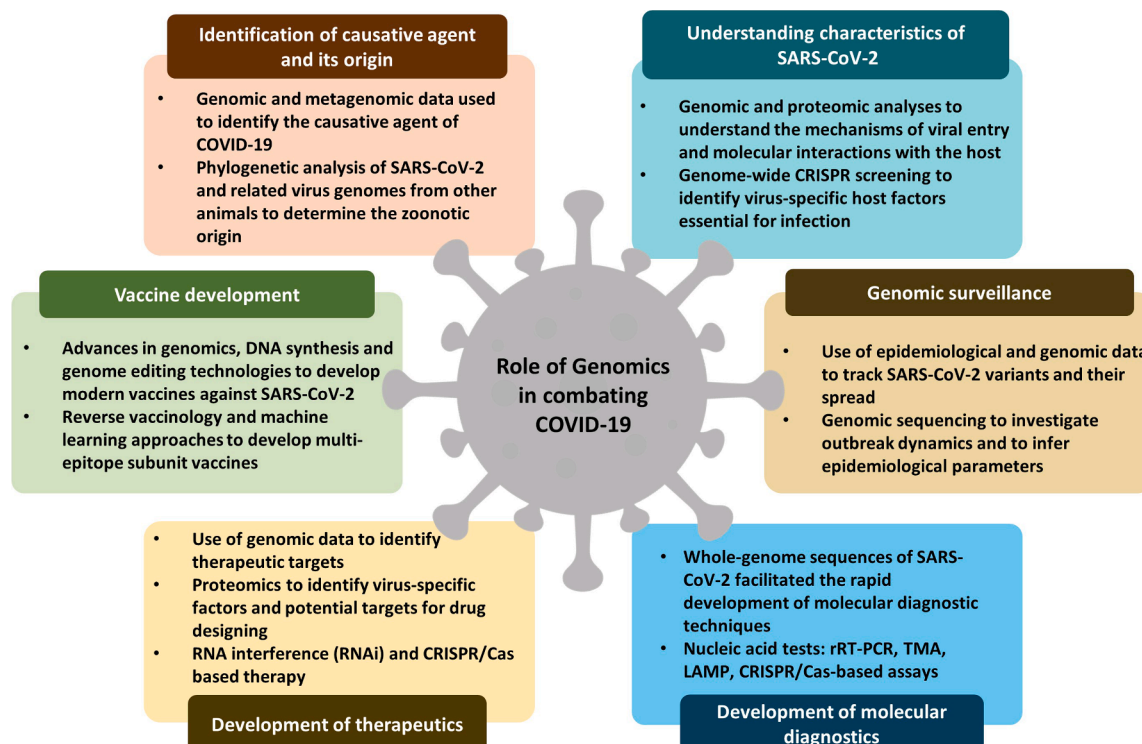 Identification of causative agent
and its origin
• Genomic and metagenomic data used
to identify the causative agent of
COVID-19
• Phylogenetic analysis of SARS-CoV-2
and related virus genomes from other
animals to determine the zoonotic
origin
Understanding characteristics of
SARS-CoV-2
• Genomic and proteomic analyses to
understand the mechanisms of viral entry
and molecular interactions with the host
• Genome-wide CRISPR screening to
identify virus-specific host factors
essential for infection
Vaccine development
• Advances in genomics, DNA synthesis and
genome editing technologies to develop
modern vaccines against SARS-CoV-2
• Reverse vaccinology and machine
learning approaches to develop multi-
epitope subunit vaccines
Role of Genomics
in combating
COVID-19
Genomic surveillance
• Use of epidemiological and genomic data
to track SARS-CoV-2 variants and their
spread
• Genomic sequencing to investigate
outbreak dynamics and to infer
epidemiological parameters
• Use of genomic data to identify
therapeutic targets
• Proteomics to identify virus-specific
factors and potential targets for drug
designing
• RNA interference (RNAi) and CRISPR/Cas
based therapy
Development of therapeutics
• Whole-genome sequences of SARS-
CoV-2 facilitated the rapid
development of molecular diagnostic
techniques
• Nucleic acid tests: rRT-PCR, TMA,
LAMP, CRISPR/Cas-based assays
Development of molecular
diagnostics